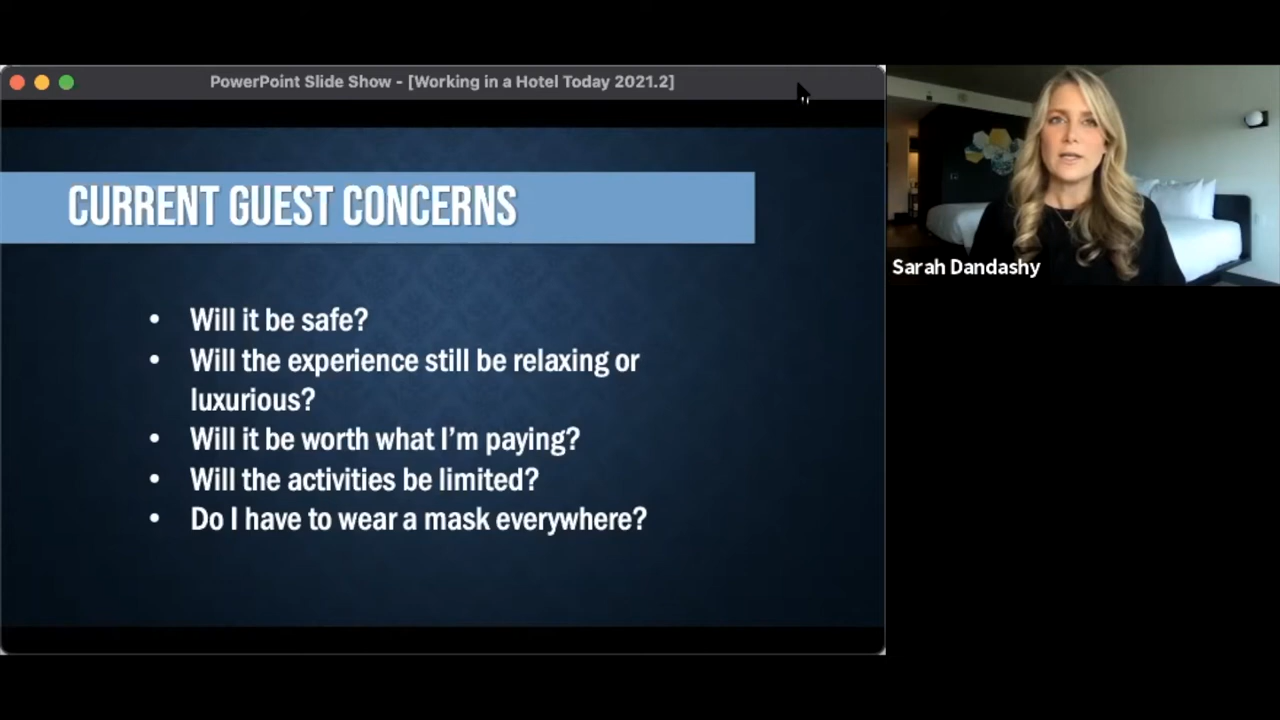 PowerPoint Slide Show - [Working in a Hotel Today 2021.2]
CURRENT GUEST CONCERNS
• Will it be safe?
• Will the experience still be relaxing or
luxurious?
• Will it be worth what I'm paying?
• Will the activities be limited?
• Do I have to wear a mask everywhere?
Sarah Dandashy